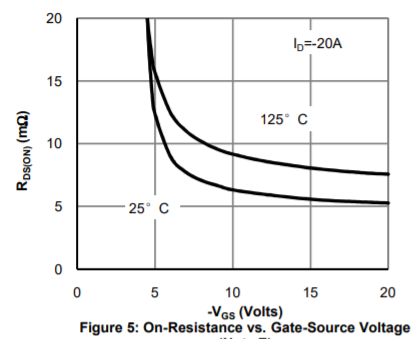 20
I_D=-20A
15
125° C
10
R_DS(ON) (mΩ)
5
25° C
0
0 5 10 15 20
-V_GS (Volts)
Figure 5: On-Resistance vs. Gate-Source Voltage